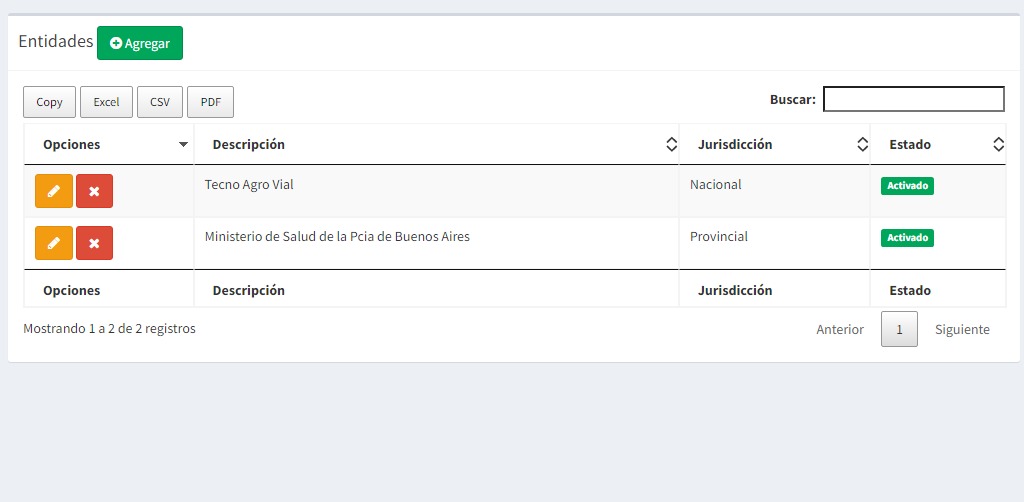 Entidades Agregar
Copy Excel CSV PDF Buscar:
Opciones Descripción Jurisdicción Estado
Tecno Agro Vial Nacional Activado
Ministerio de Salud de la Pcia de Buenos Aires Provincial Activado
Opciones Descripción Jurisdicción Estado
Mostrando 1 a 2 de 2 registros Anterior 1 Siguiente